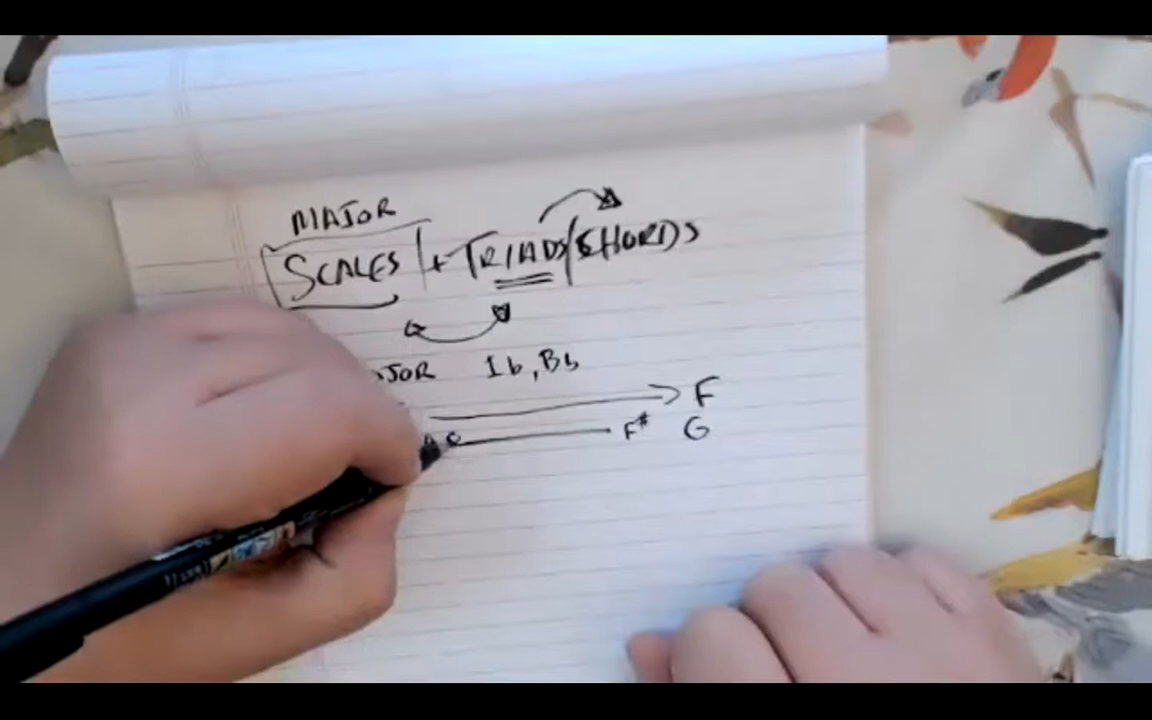 MAJOR
SCALES + TRIADS/CHORDS
JOR 1b, Bb
F
F# G